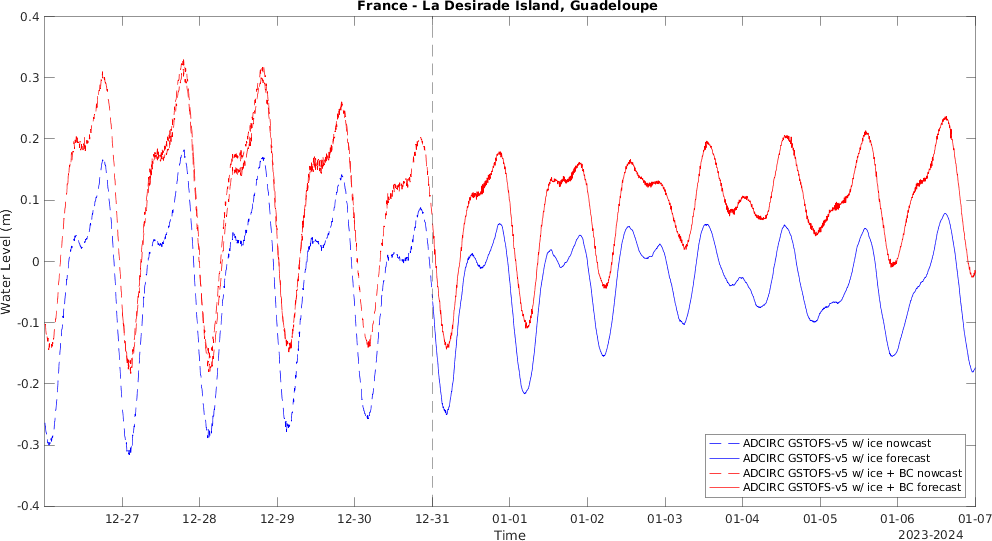 France - La Desirade Island, Guadeloupe
0.4
0.3
0.2
0.1
0
-0.1
-0.2
-0.3
-0.4
Water Level (m)
12-27 12-28 12-29 12-30 12-31 01-01 01-02 01-03 01-04 01-05 01-06 01-07
Time
2023-2024
ADCIRC GSTOFS-v5 w/ ice nowcast
ADCIRC GSTOFS-v5 w/ ice forecast
ADCIRC GSTOFS-v5 w/ ice + BC nowcast
ADCIRC GSTOFS-v5 w/ ice + BC forecast